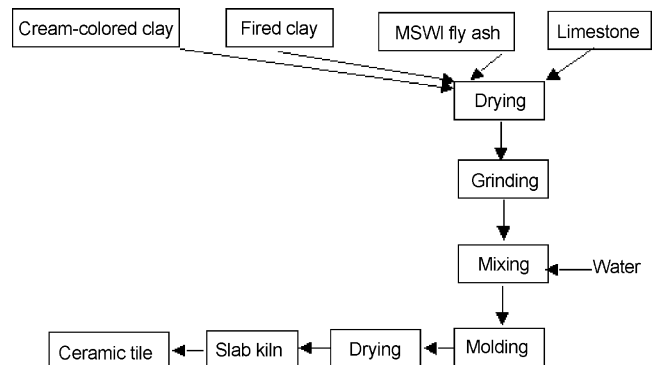 Cream-colored clay
Fired clay
MSWI fly ash
Limestone
Drying
Grinding
Mixing
Water
Molding
Drying
Slab kiln
Ceramic tile